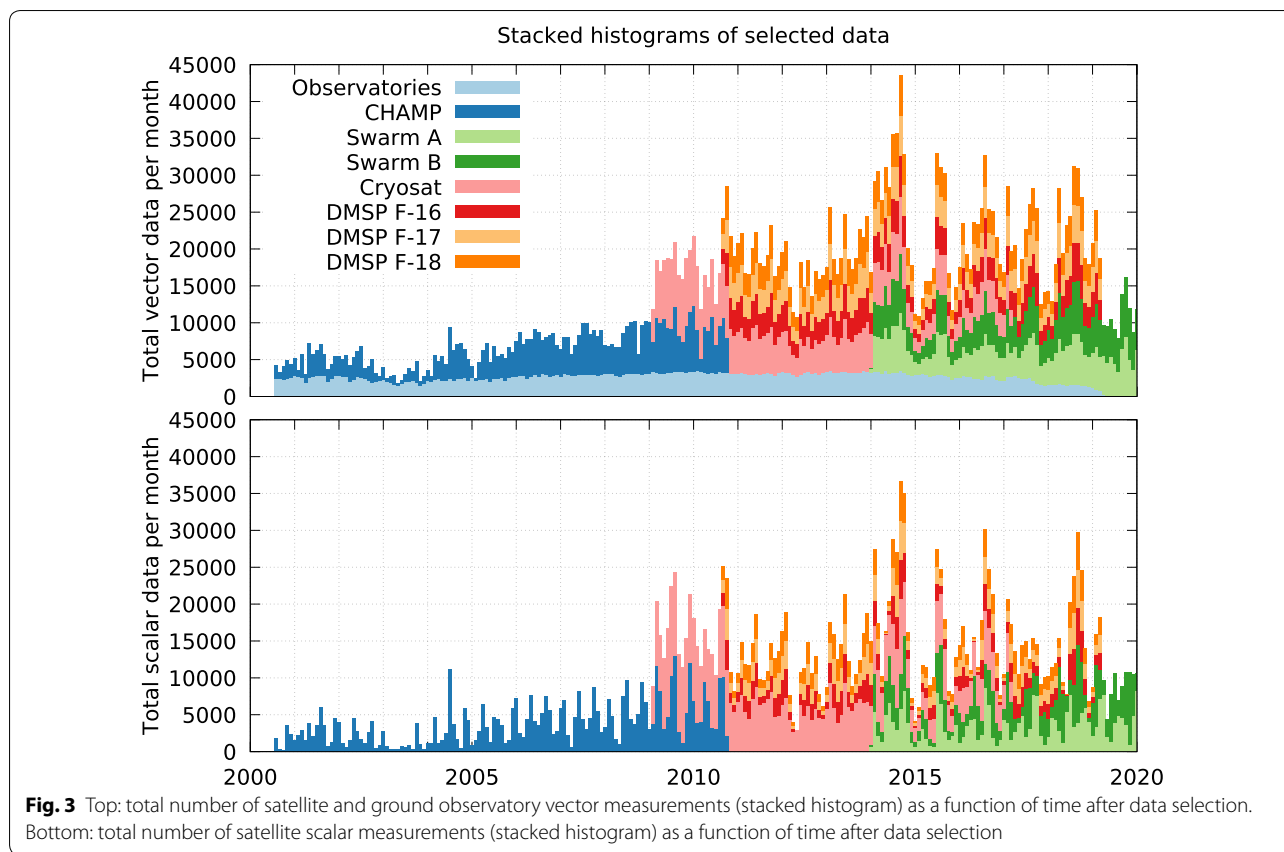 Stacked histograms of selected data
Total vector data per month
45000
40000
35000
30000
25000
20000
15000
10000
5000
0
Observatories
CHAMP
Swarm A
Swarm B
Cryosat
DMSP F-16
DMSP F-17
DMSP F-18
Total scalar data per month
45000
40000
35000
30000
25000
20000
15000
10000
5000
0
2000 2005 2010 2015 2020
Fig. 3 Top: total number of satellite and ground observatory vector measurements (stacked histogram) as a function of time after data selection.
Bottom: total number of satellite scalar measurements (stacked histogram) as a function of time after data selection